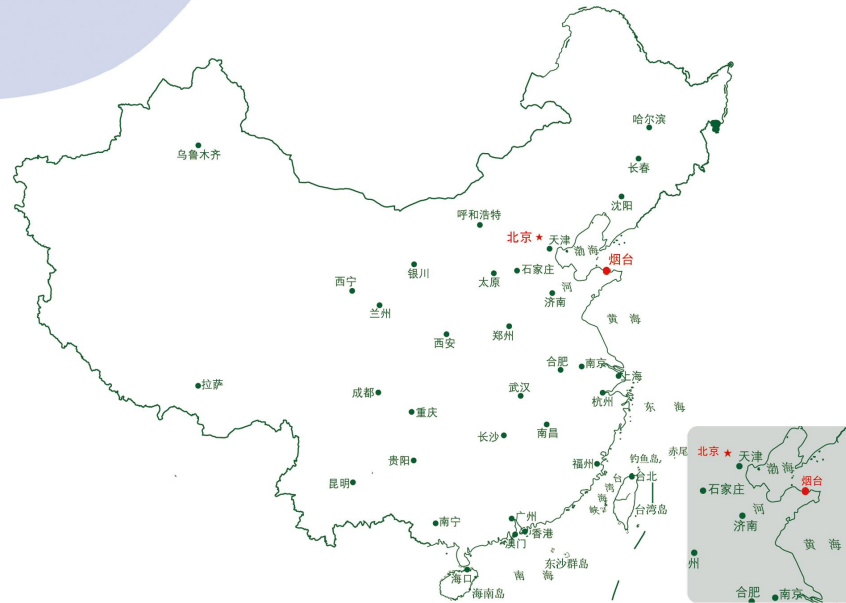 哈尔滨
乌鲁木齐
长春
沈阳
呼和浩特
北京
天津
渤 海
烟台
银川
太原
石家庄
河
西宁
济南
兰州
黄 海
郑州
西安
合肥
南京
上海
拉萨
成都
武汉
杭州
东 海
重庆
南昌
长沙
赤尾
贵阳
福州
钓鱼岛
昆明
台北
台
湾
海
峡
台湾岛
南宁
广州
香港
澳门
东沙群岛
海口
南 海
海南岛
北京
天津
渤 海
石家庄
烟台
河
济南
黄 海
州
合肥
南京